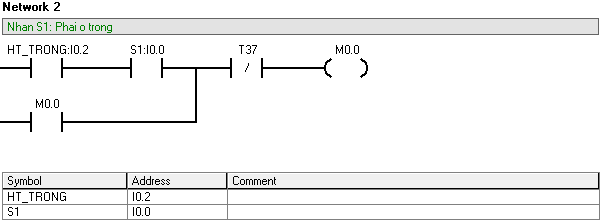 Network 2
Nhan S1: Phai o trong
HT_TRONG:I0.2 S1:I0.0 T37 M0.0
/
M0.0
Symbol Address Comment
HT_TRONG I0.2
S1 I0.0